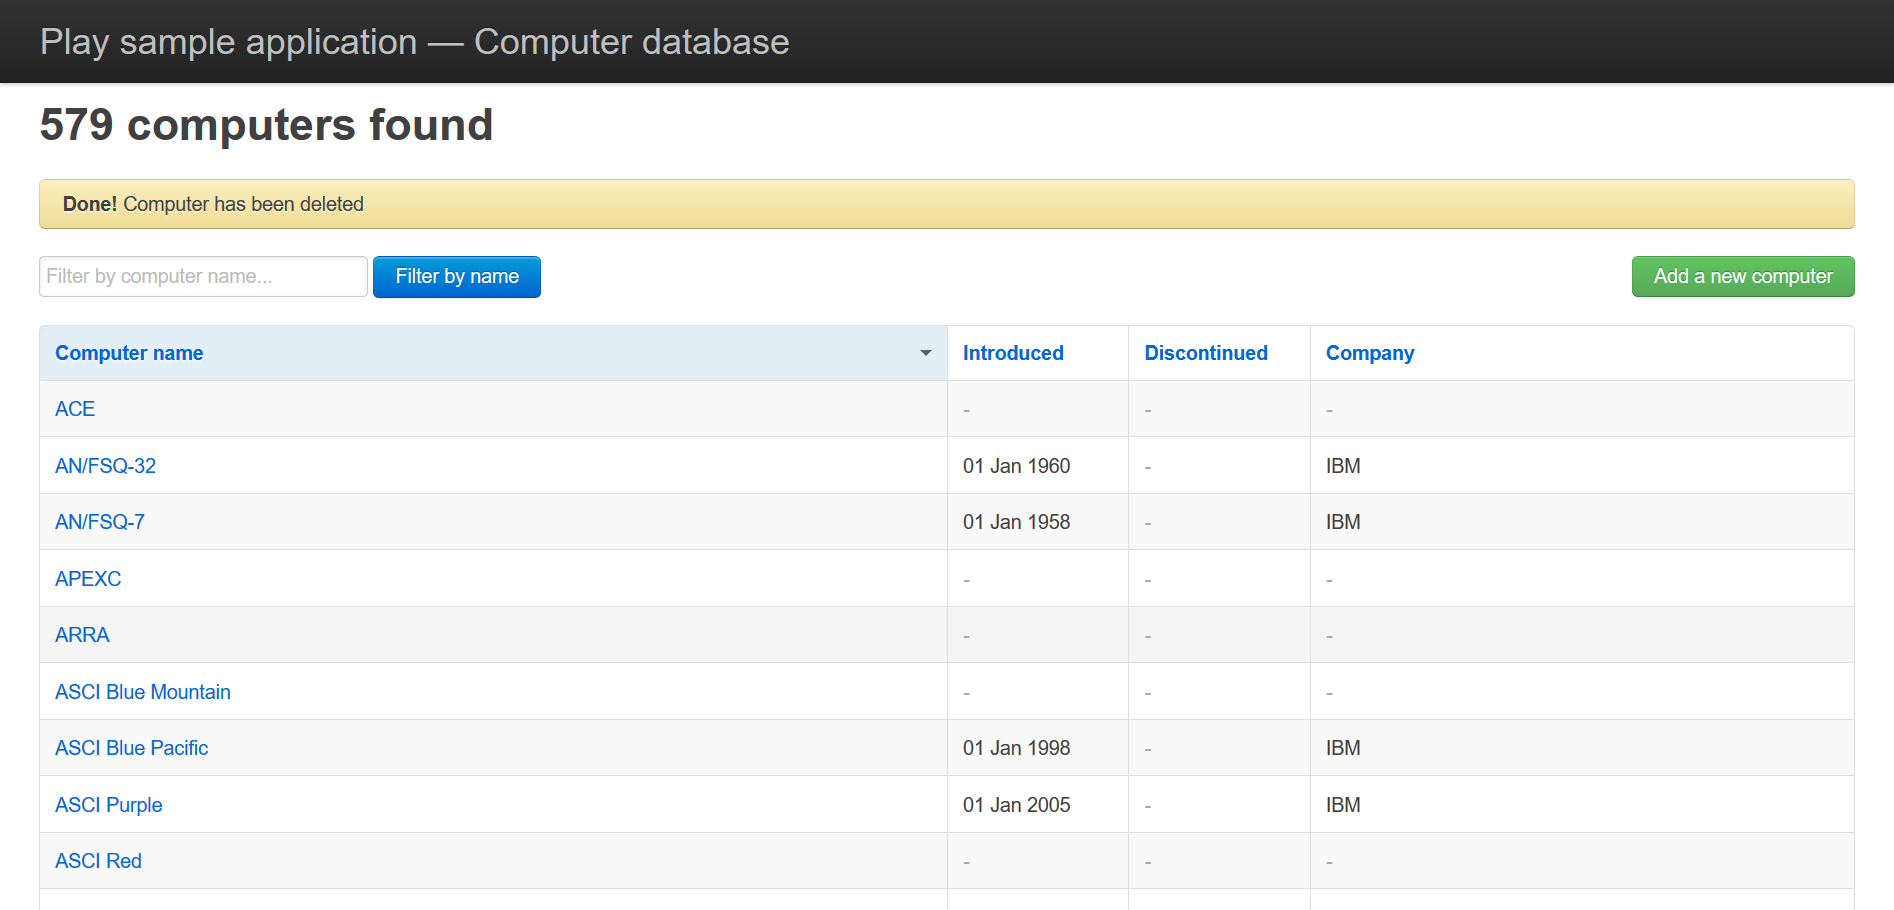 Play sample application — Computer database
579 computers found
Done! Computer has been deleted
Filter by computer name... Filter by name Add a new computer
Computer name Introduced Discontinued Company
ACE - - -
AN/FSQ-32 01 Jan 1960 - IBM
AN/FSQ-7 01 Jan 1958 - IBM
APEXC - - -
ARRA - - -
ASCI Blue Mountain - - -
ASCI Blue Pacific 01 Jan 1998 - IBM
ASCI Purple 01 Jan 2005 - IBM
ASCI Red - - -